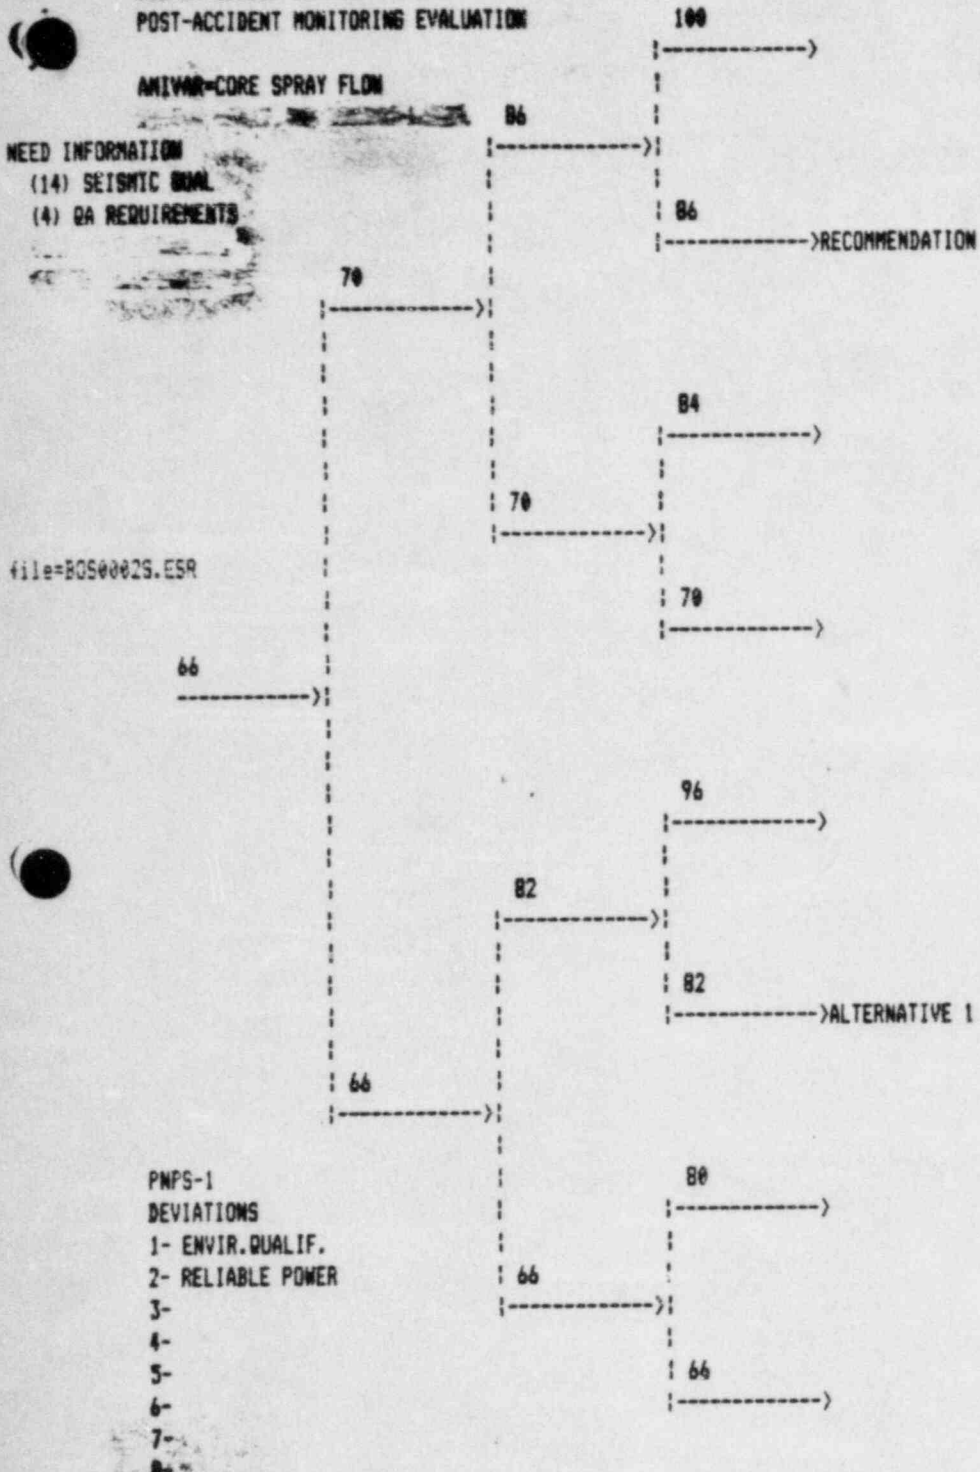 POST-ACCIDENT MONITORING EVALUATION
100
AMIVAR=CORE SPRAY FLOW
86
NEED INFORMATION
(14) SEISMIC QUAL
(4) QA REQUIREMENTS
86
RECOMMENDATION
70
84
70
file=BOS0002S.ESR
70
66
96
82
82
ALTERNATIVE 1
66
PNPS-1
80
DEVIATIONS
1- ENVIR.QUALIF.
2- RELIABLE POWER
66
3-
4-
5-
66
6-
7-
8-